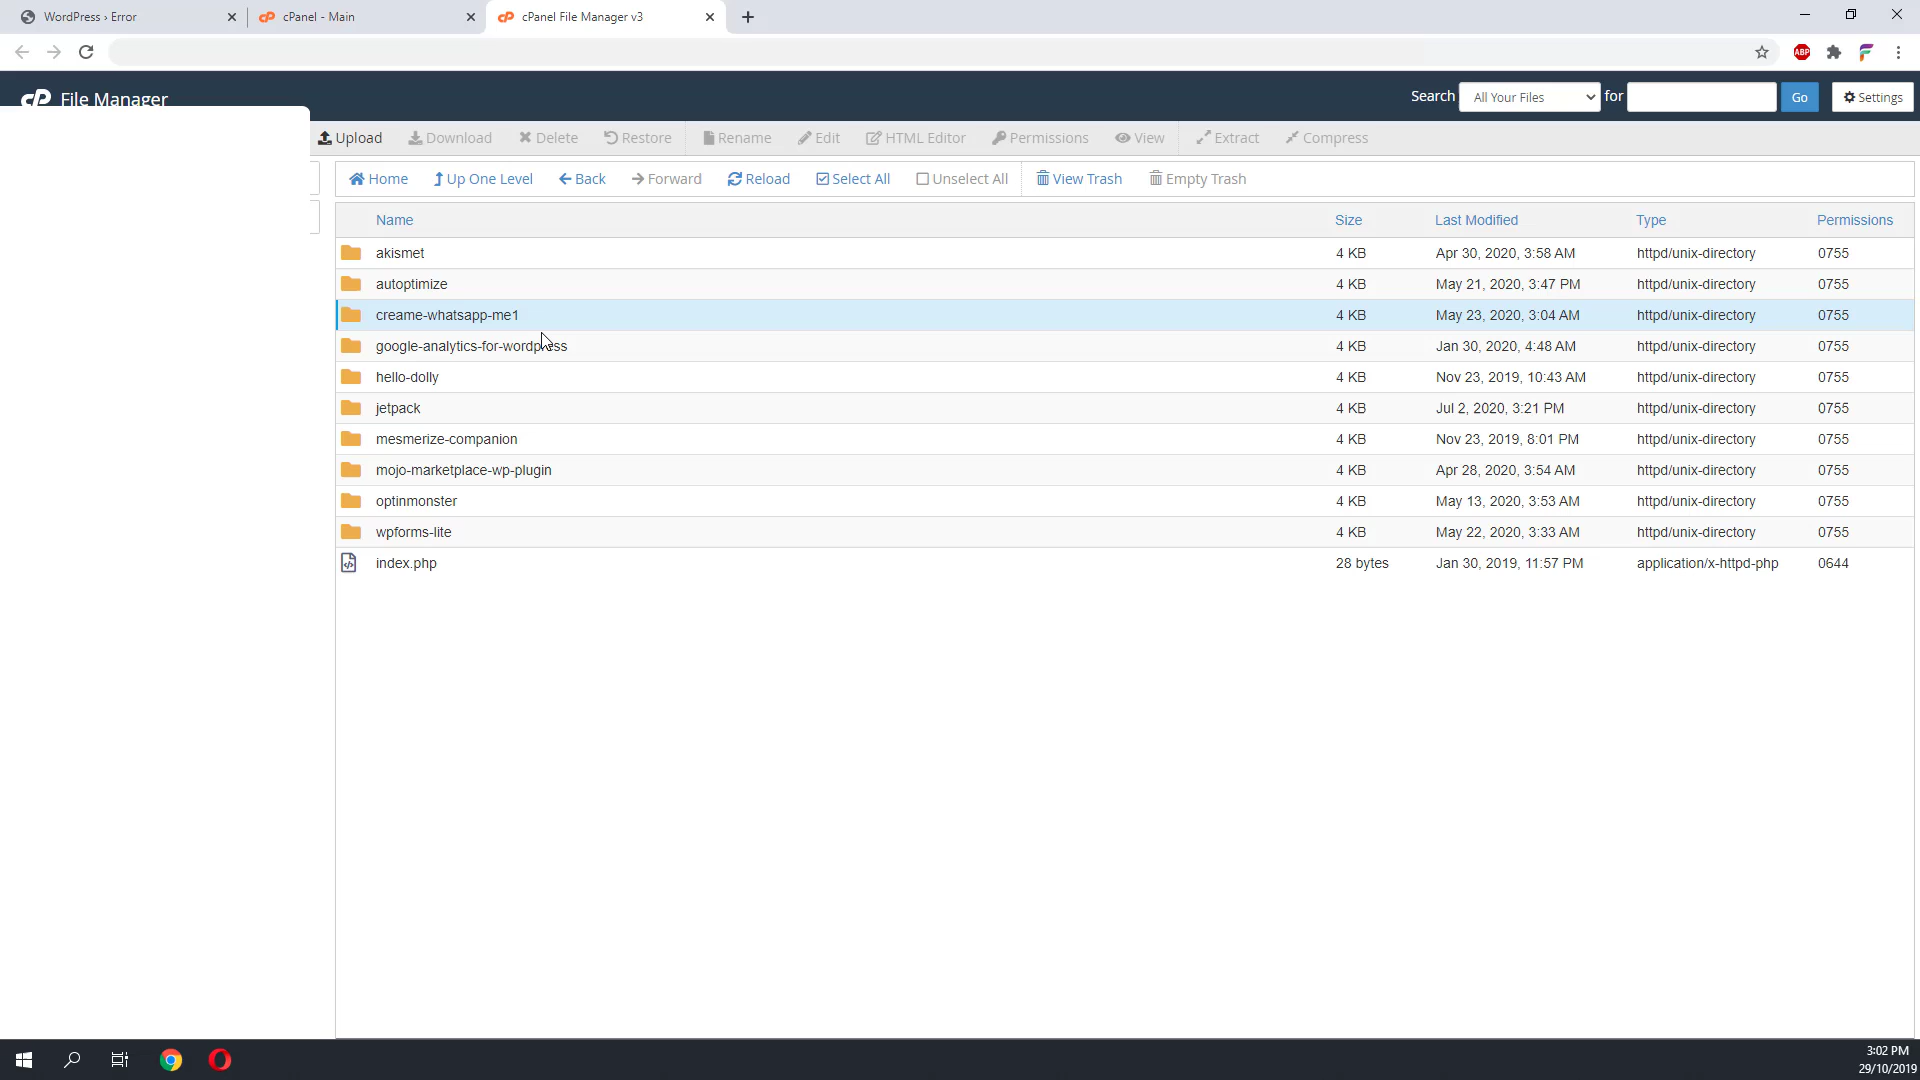 WordPress › Error
cPanel - Main
cPanel File Manager v3
ABP
cP File Manager
Search All Your Files for Go Settings
Upload Download Delete Restore Rename Edit HTML Editor Permissions View Extract Compress
Home Up One Level Back Forward Reload Select All Unselect All View Trash Empty Trash
Name Size Last Modified Type Permissions
akismet 4 KB Apr 30, 2020, 3:58 AM httpd/unix-directory 0755
autoptimize 4 KB May 21, 2020, 3:47 PM httpd/unix-directory 0755
creame-whatsapp-me1 4 KB May 23, 2020, 3:04 AM httpd/unix-directory 0755
google-analytics-for-wordpress 4 KB Jan 30, 2020, 4:48 AM httpd/unix-directory 0755
hello-dolly 4 KB Nov 23, 2019, 10:43 AM httpd/unix-directory 0755
jetpack 4 KB Jul 2, 2020, 3:21 PM httpd/unix-directory 0755
mesmerize-companion 4 KB Nov 23, 2019, 8:01 PM httpd/unix-directory 0755
mojo-marketplace-wp-plugin 4 KB Apr 28, 2020, 3:54 AM httpd/unix-directory 0755
optinmonster 4 KB May 13, 2020, 3:53 AM httpd/unix-directory 0755
wpforms-lite 4 KB May 22, 2020, 3:33 AM httpd/unix-directory 0755
index.php 28 bytes Jan 30, 2019, 11:57 PM application/x-httpd-php 0644
3:02 PM
29/10/2019